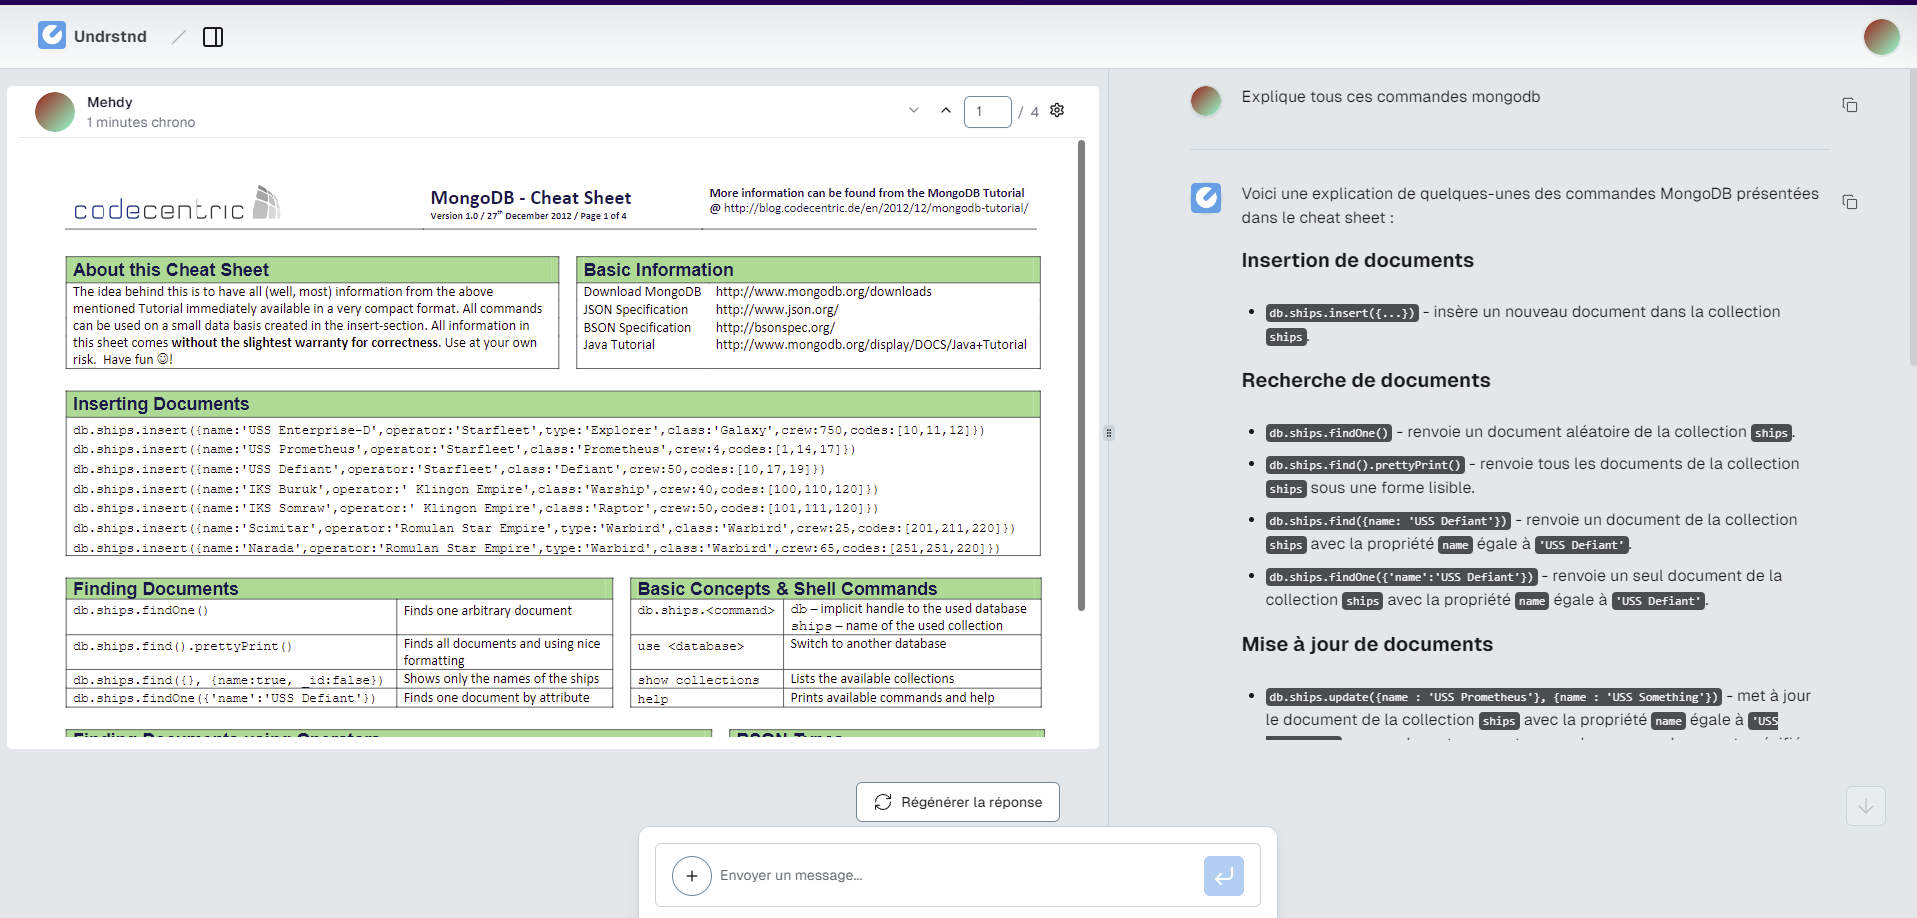 Undrstnd
Mehdy
1 minutes chrono
1 / 4
codecentric
MongoDB - Cheat Sheet
Version 1.0 / 27th December 2012 / Page 1 of 4
More information can be found from the MongoDB Tutorial
@ http://blog.codecentric.de/en/2012/12/mongodb-tutorial/
About this Cheat Sheet
The idea behind this is to have all (well, most) information from the above
mentioned Tutorial immediately available in a very compact format. All commands
can be used on a small data basis created in the insert-section. All information in
this sheet comes without the slightest warranty for correctness. Use at your own
risk. Have fun ☺!
Basic Information
Download MongoDB http://www.mongodb.org/downloads
JSON Specification http://www.json.org/
BSON Specification http://bsonspec.org/
Java Tutorial http://www.mongodb.org/display/DOCS/Java+Tutorial
Inserting Documents
db.ships.insert({name:'USS Enterprise-D',operator:'Starfleet',type:'Explorer',class:'Galaxy',crew:750,codes:[10,11,12]})
db.ships.insert({name:'USS Prometheus',operator:'Starfleet',class:'Prometheus',crew:4,codes:[1,14,17]})
db.ships.insert({name:'USS Defiant',operator:'Starfleet',class:'Defiant',crew:50,codes:[10,17,19]})
db.ships.insert({name:'IKS Buruk',operator:' Klingon Empire',class:'Warship',crew:40,codes:[100,110,120]})
db.ships.insert({name:'IKS Somraw',operator:' Klingon Empire',class:'Raptor',crew:50,codes:[101,111,120]})
db.ships.insert({name:'Scimitar',operator:'Romulan Star Empire',type:'Warbird',class:'Warbird',crew:25,codes:[201,211,220]})
db.ships.insert({name:'Narada',operator:'Romulan Star Empire',type:'Warbird',class:'Warbird',crew:65,codes:[251,251,220]})
Finding Documents
db.ships.findOne() Finds one arbitrary document
db.ships.find().prettyPrint() Finds all documents and using nice
formatting
db.ships.find({}, {name:true, _id:false}) Shows only the names of the ships
db.ships.findOne({'name':'USS Defiant'}) Finds one document by attribute
Basic Concepts & Shell Commands
db.ships.<command> db – implicit handle to the used database
ships – name of the used collection
use <database> Switch to another database
show collections Lists the available collections
help Prints available commands and help
Finding Documents using Operators
BSON Types
Explique tous ces commandes mongodb
Voici une explication de quelques-unes des commandes MongoDB présentées
dans le cheat sheet :
Insertion de documents
• db.ships.insert({...}) - insère un nouveau document dans la collection
ships.
Recherche de documents
• db.ships.findOne() - renvoie un document aléatoire de la collection ships.
• db.ships.find().prettyPrint() - renvoie tous les documents de la collection
ships sous une forme lisible.
• db.ships.find({name: 'USS Defiant'}) - renvoie un document de la collection
ships avec la propriété name égale à 'USS Defiant'.
• db.ships.findOne({'name':'USS Defiant'}) - renvoie un seul document de la
collection ships avec la propriété name égale à 'USS Defiant'.
Mise à jour de documents
• db.ships.update({name : 'USS Prometheus'}, {name : 'USS Something'}) - met à jour
le document de la collection ships avec la propriété name égale à 'USS
Régénérer la réponse
Envoyer un message...